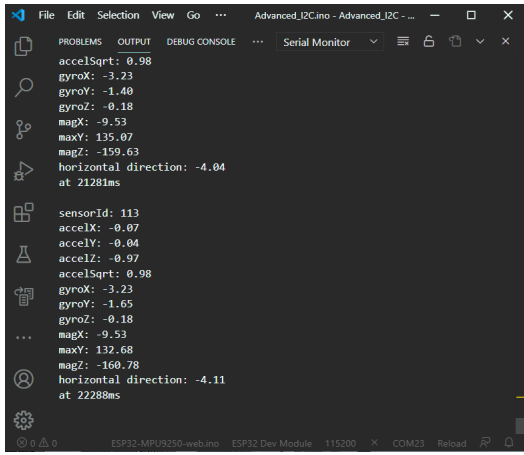 File Edit Selection View Go ··· Advanced_I2C.ino - Advanced_I2C - ...
PROBLEMS OUTPUT DEBUG CONSOLE ··· Serial Monitor
accelSqrt: 0.98
gyroX: -3.23
gyroY: -1.40
gyroZ: -0.18
magX: -9.53
maxY: 135.07
magZ: -159.63
horizontal direction: -4.04
at 21281ms
sensorId: 113
accelX: -0.07
accelY: -0.04
accelZ: -0.97
accelSqrt: 0.98
gyroX: -3.23
gyroY: -1.65
gyroZ: -0.18
magX: -9.53
maxY: 132.68
magZ: -160.78
horizontal direction: -4.11
at 22288ms
0 0 ESP32-MPU9250-web.ino ESP32 Dev Module 115200 COM23 Reload